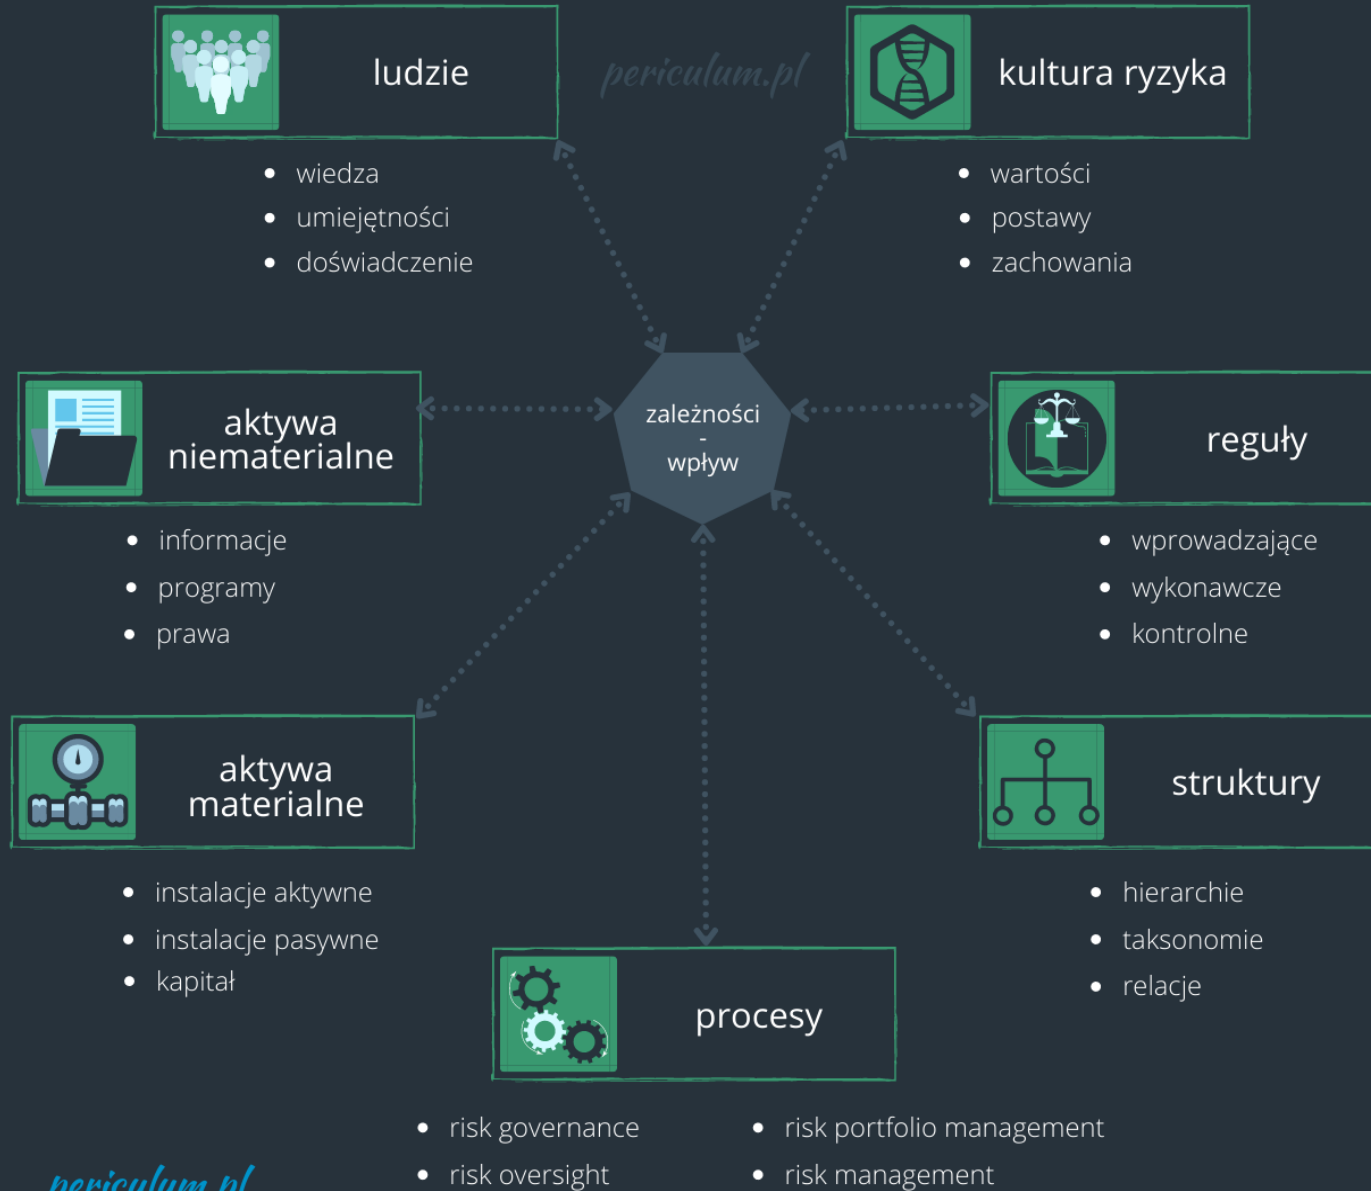 ludzie
periculum.pl
kultura ryzyka
• wiedza
• umiejętności
• doświadczenie
• wartości
• postawy
• zachowania
zależności
-
wpływ
aktywa
niematerialne
reguły
• informacje
• programy
• prawa
• wprowadzające
• wykonawcze
• kontrolne
aktywa
materialne
struktury
• instalacje aktywne
• instalacje pasywne
• kapitał
• hierarchie
• taksonomie
• relacje
procesy
• risk governance
• risk oversight
• risk portfolio management
• risk management
periculum.pl